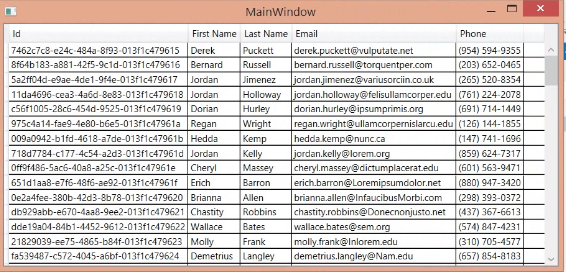 MainWindow
Id First Name Last Name Email Phone
7462c7c8-e24c-484a-8f93-013f1c479615 Derek Puckett derek.puckett@vulputate.net (954) 594-9355
8f64b183-a881-42f5-9c1d-013f1c479616 Bernard Russell bernard.russell@torquentper.com (203) 652-0465
5a2ff04d-e9ae-4de1-9f4e-013f1c479617 Jordan Jimenez jordan.jimenez@variusorciin.co.uk (265) 520-8354
11da4696-cea3-4a6d-8e83-013f1c479618 Jordan Holloway jordan.holloway@felisullamcorper.edu (761) 224-2078
c56f1005-28c6-454d-9525-013f1c479619 Dorian Hurley dorian.hurley@ipsumprimis.org (691) 714-1449
975c4a14-fae9-4e80-b6e5-013f1c47961a Regan Wright regan.wright@ullamcorpernislarcu.edu (126) 144-1855
009a0942-b1fd-4618-a7de-013f1c47961b Hedda Kemp hedda.kemp@nunc.ca (147) 741-1696
718d7784-c177-4c54-a2d3-013f1c47961d Jordan Kelly jordan.kelly@lorem.org (859) 624-7317
0ff9f486-5ac6-40a8-a25c-013f1c47961e Cheryl Massey cheryl.massey@dictumplacerat.edu (601) 563-9471
651d1aa8-e7f6-48f6-ae92-013f1c47961f Erich Barron erich.barron@Loremipsumdolor.net (880) 947-3420
0e2a4fee-380b-42d3-8b78-013f1c479620 Brianna Allen brianna.allen@InfaucibusMorbi.com (298) 393-0372
db929abb-e670-4aa8-9ee2-013f1c479621 Chastity Robbins chastity.robbins@Donecnonjusto.net (437) 367-6613
dde19a04-84b1-4452-9612-013f1c479622 Wallace Bates wallace.bates@sem.org (574) 847-4231
21829039-ee75-4865-b84f-013f1c479623 Molly Frank molly.frank@Inlorem.edu (310) 705-4577
fa539487-c572-4045-a6bf-013f1c479624 Demetrius Langley demetrius.langley@Nam.edu (657) 854-8183